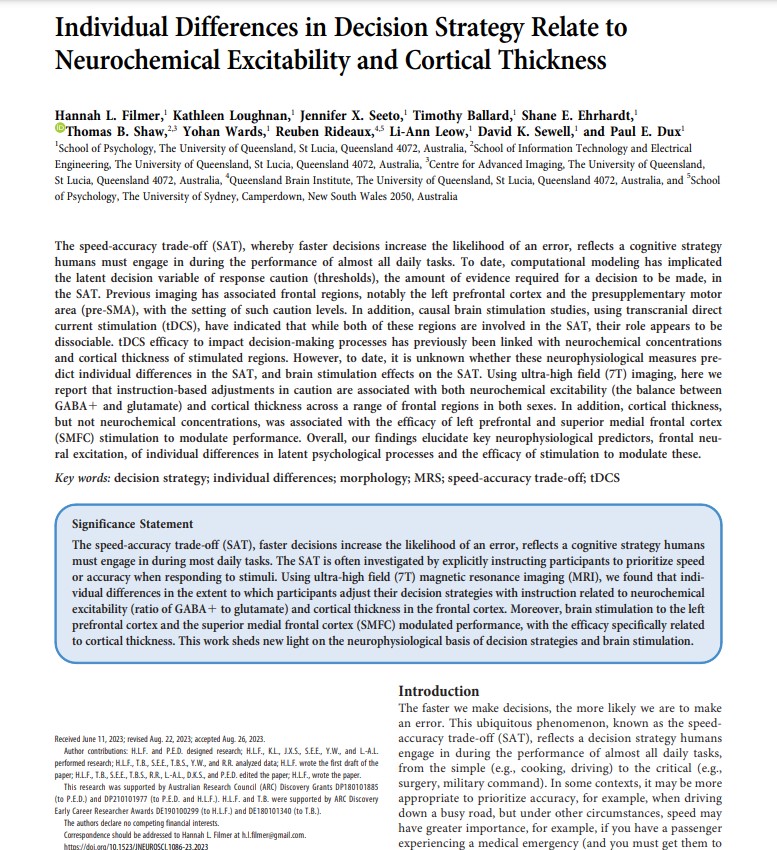 Individual Differences in Decision Strategy Relate to
Neurochemical Excitability and Cortical Thickness
Hannah L. Filmer,1 Kathleen Loughnan,1 Jennifer X. Seeto,1 Timothy Ballard,1 Shane E. Ehrhardt,1
iD Thomas B. Shaw,2,3 Yohan Wards,1 Reuben Rideaux,4,5 Li-Ann Leow,1 David K. Sewell,1 and Paul E. Dux1
1School of Psychology, The University of Queensland, St Lucia, Queensland 4072, Australia, 2School of Information Technology and Electrical
Engineering, The University of Queensland, St Lucia, Queensland 4072, Australia, 3Centre for Advanced Imaging, The University of Queensland,
St Lucia, Queensland 4072, Australia, 4Queensland Brain Institute, The University of Queensland, St Lucia, Queensland 4072, Australia, and 5School
of Psychology, The University of Sydney, Camperdown, New South Wales 2050, Australia
The speed-accuracy trade-off (SAT), whereby faster decisions increase the likelihood of an error, reflects a cognitive strategy
humans must engage in during the performance of almost all daily tasks. To date, computational modeling has implicated
the latent decision variable of response caution (thresholds), the amount of evidence required for a decision to be made, in
the SAT. Previous imaging has associated frontal regions, notably the left prefrontal cortex and the presupplementary motor
area (pre-SMA), with the setting of such caution levels. In addition, causal brain stimulation studies, using transcranial direct
current stimulation (tDCS), have indicated that while both of these regions are involved in the SAT, their role appears to be
dissociable. tDCS efficacy to impact decision-making processes has previously been linked with neurochemical concentrations
and cortical thickness of stimulated regions. However, to date, it is unknown whether these neurophysiological measures pre-
dict individual differences in the SAT, and brain stimulation effects on the SAT. Using ultra-high field (7T) imaging, here we
report that instruction-based adjustments in caution are associated with both neurochemical excitability (the balance between
GABA+ and glutamate) and cortical thickness across a range of frontal regions in both sexes. In addition, cortical thickness,
but not neurochemical concentrations, was associated with the efficacy of left prefrontal and superior medial frontal cortex
(SMFC) stimulation to modulate performance. Overall, our findings elucidate key neurophysiological predictors, frontal neu-
ral excitation, of individual differences in latent psychological processes and the efficacy of stimulation to modulate these.
Key words: decision strategy; individual differences; morphology; MRS; speed-accuracy trade-off; tDCS
Significance Statement
The speed-accuracy trade-off (SAT), faster decisions increase the likelihood of an error, reflects a cognitive strategy humans
must engage in during most daily tasks. The SAT is often investigated by explicitly instructing participants to prioritize speed
or accuracy when responding to stimuli. Using ultra-high field (7T) magnetic resonance imaging (MRI), we found that indi-
vidual differences in the extent to which participants adjust their decision strategies with instruction related to neurochemical
excitability (ratio of GABA+ to glutamate) and cortical thickness in the frontal cortex. Moreover, brain stimulation to the left
prefrontal cortex and the superior medial frontal cortex (SMFC) modulated performance, with the efficacy specifically related
to cortical thickness. This work sheds new light on the neurophysiological basis of decision strategies and brain stimulation.
Received June 11, 2023; revised Aug. 22, 2023; accepted Aug. 26, 2023.
Author contributions: H.L.F. and P.E.D. designed research; H.L.F., K.L., J.X.S., S.E.E., Y.W., and L.-A.L.
performed research; H.L.F., T.B., S.E.E., T.B.S., Y.W., and R.R. analyzed data; H.L.F. wrote the first draft of the
paper; H.L.F., T.B., S.E.E., T.B.S., R.R., L.-A.L., D.K.S., and P.E.D. edited the paper; H.L.F., wrote the paper.
This research was supported by Australian Research Council (ARC) Discovery Grants DP180101885
(to P.E.D.) and DP210101977 (to P.E.D. and H.L.F.). H.L.F. and T.B. were supported by ARC Discovery
Early Career Researcher Awards DE190100299 (to H.L.F.) and DE180101340 (to T.B.).
The authors declare no competing financial interests.
Correspondence should be addressed to Hannah L. Filmer at h.l.filmer@gmail.com.
https://doi.org/10.1523/JNEUROSCI.1086-23.2023
Introduction
The faster we make decisions, the more likely we are to make
an error. This ubiquitous phenomenon, known as the speed-
accuracy trade-off (SAT), reflects a decision strategy humans
engage in during the performance of almost all daily tasks,
from the simple (e.g., cooking, driving) to the critical (e.g.,
surgery, military command). In some contexts, it may be more
appropriate to prioritize accuracy, for example, when driving
down a busy road, but under other circumstances, speed may
have greater importance, for example, if you have a passenger
experiencing a medical emergency (and you must get them to